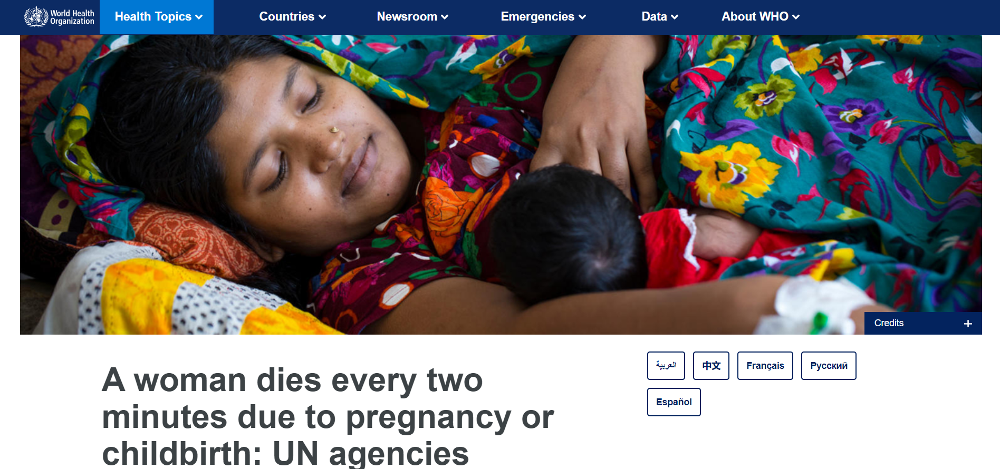 World Health
Organization
Health Topics
Countries
Newsroom
Emergencies
Data
About WHO
Credits
A woman dies every two
minutes due to pregnancy or
childbirth: UN agencies
العربية
中文
Français
Русский
Español